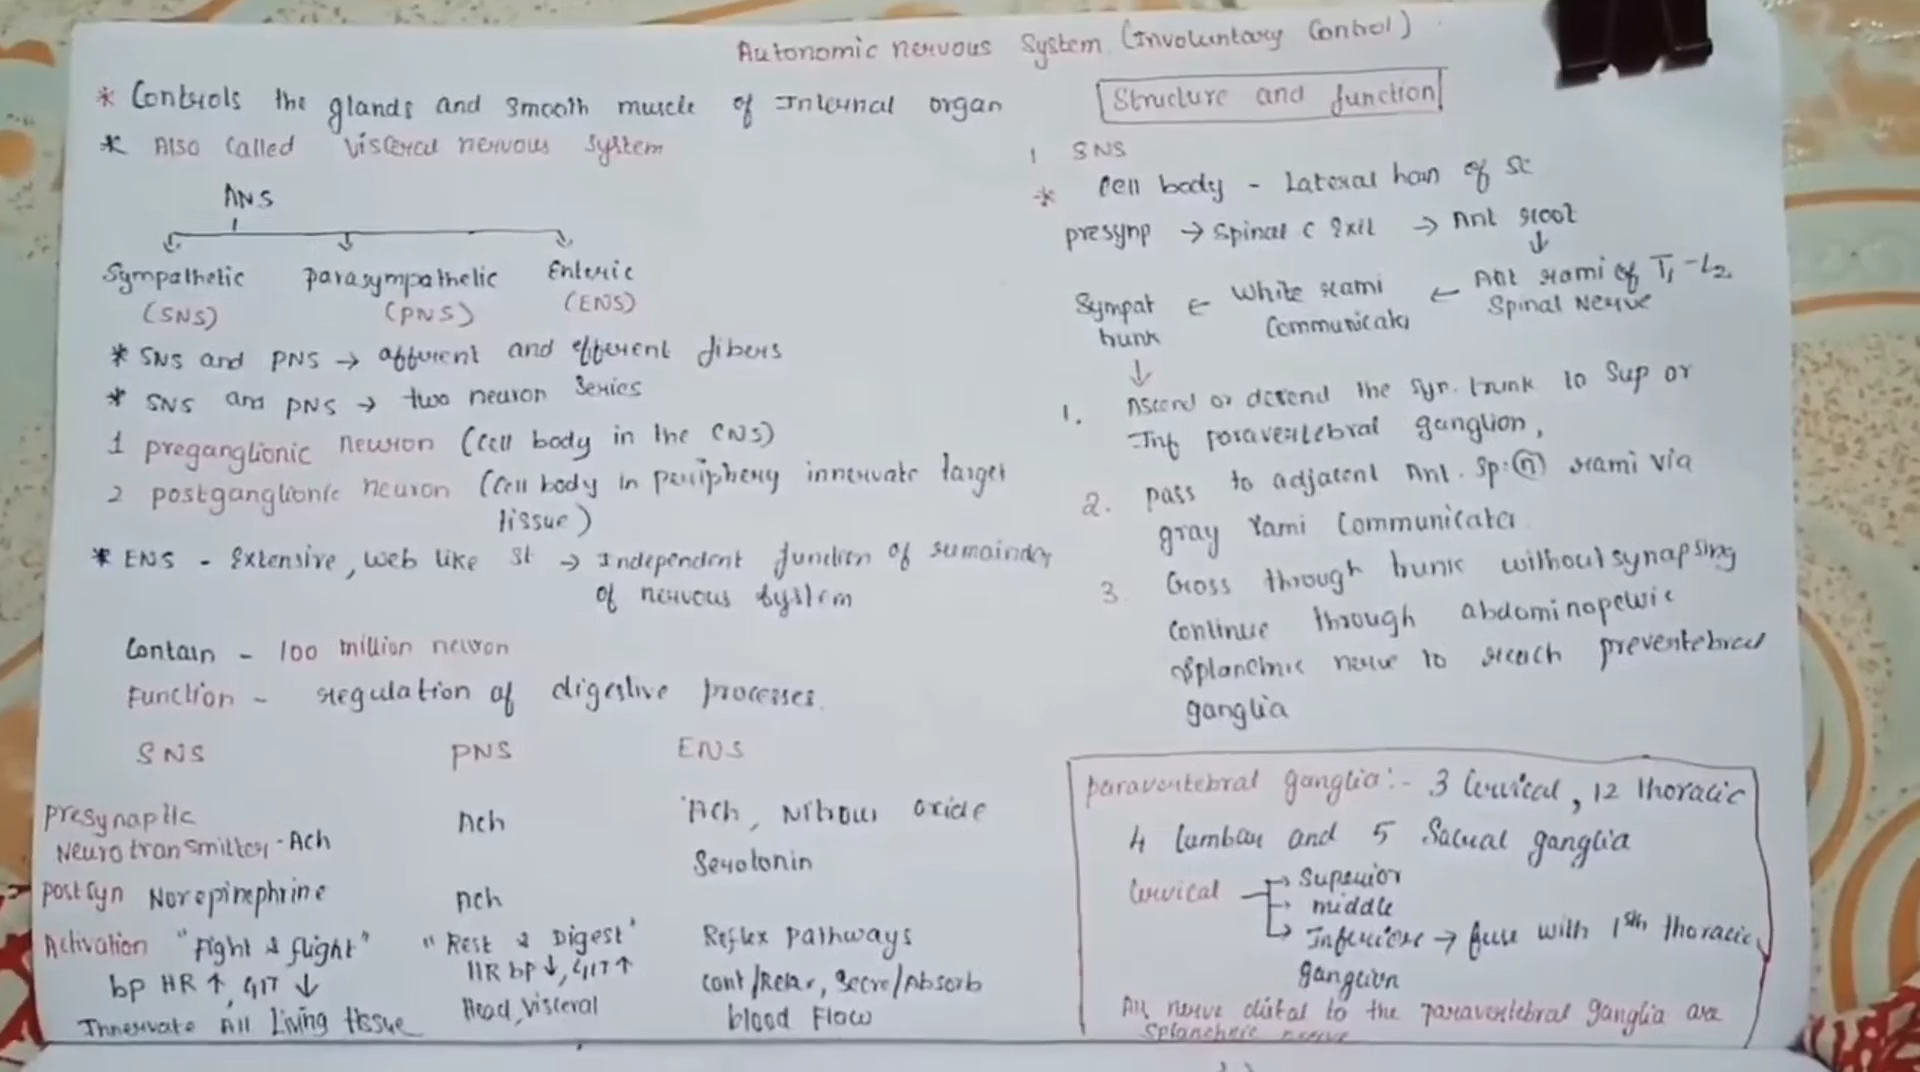 Autonomic nervous System (Involuntary Control)
* Controls the glands and smooth muscle of Internal organ
* Also Called visceral nervous system
ANS
Sympathetic parasympathetic Enteric
(SNS) (PNS) (ENS)
* SNS and PNS → afferent and efferent fibers
* SNS and PNS → two neuron Series
1 preganglionic neuron (Cell body in the CNS)
2 postganglionic neuron (Cell body in periphery innervate target
tissue)
* ENS - Extensive, web like st → Independent function of remainder
of nervous system
Contain - 100 million neuron
Function - regulation of digestive processes.
SNS PNS ENS
Presynaptic
Neurotransmitter - Ach Ach Ach, Nitrous oxide
Serotonin
Postsyn Norepinephrine Ach
Activation "Fight & flight" "Rest & Digest" Reflex pathways
bp HR ↑, GIT ↓ HR bp ↓, GIT ↑ Cont/Relax, Secre/Absorb
Innervate All Living tissue Head, visceral blood Flow
Structure and function
1 SNS
* Cell body - Lateral horn of SC
presynp → Spinal C Exit → Ant root
↓
Sympat ← White rami ← Ant rami of T1-L2
trunk Communicate Spinal Nerve
↓
1. Ascend or decend the syn. trunk to Sup or
Inf paravertebral ganglion,
2. pass to adjacent Ant. Sp. (n) rami via
gray rami Communicate
3. Cross through trunk without synapsing
Continue through abdominopelvic
splanchnic nerve to reach prevertebral
ganglia
paravertebral ganglia:- 3 Cervical, 12 thoracic
4 lumbar and 5 Sacral ganglia
Cervical → Superior
→ middle
→ Inferiore → fuse with 1st thoracic
ganglion
All nerve distal to the paravertebral ganglia are
Splanchnic nerve